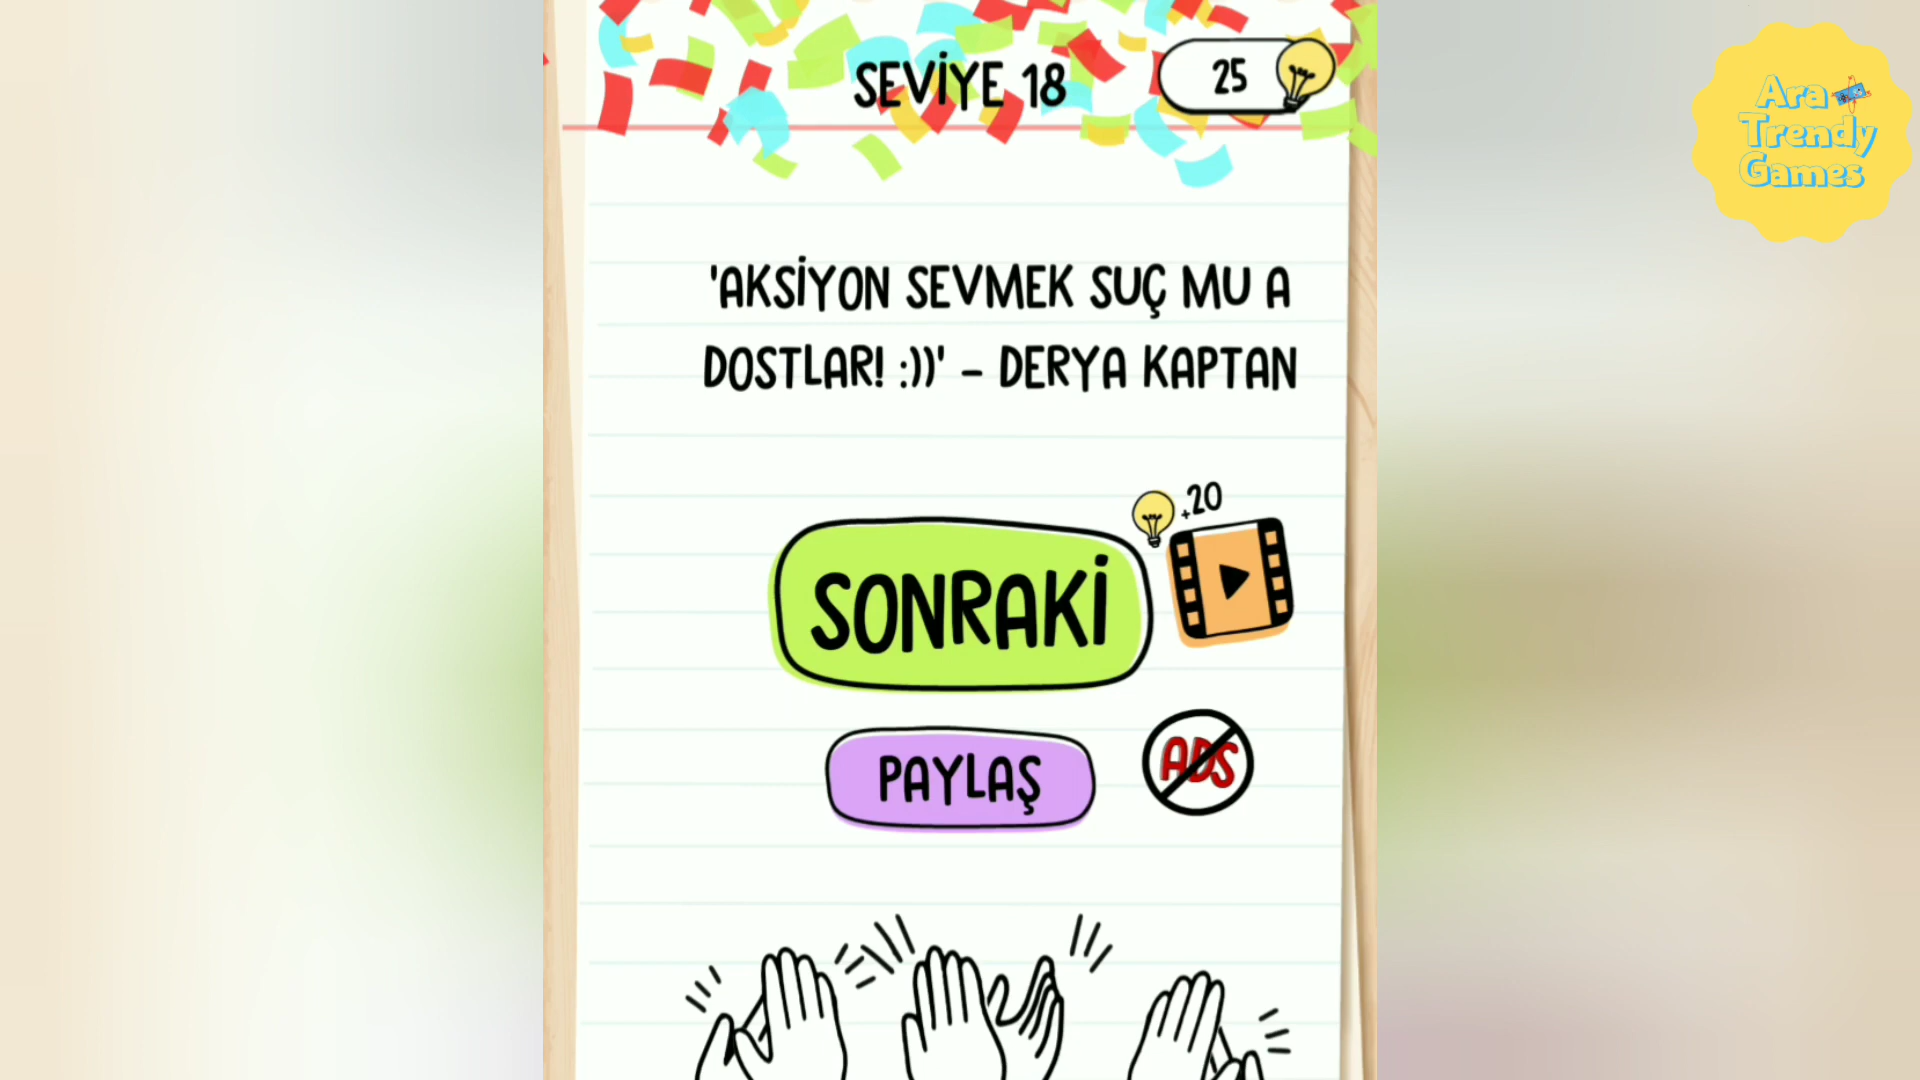 SEVİYE 18
25
Ara
Trendy
Games
'AKSİYON SEVMEK SUÇ MU A
DOSTLAR! :))' - DERYA KAPTAN
+20
SONRAKİ
PAYLAŞ
ADS